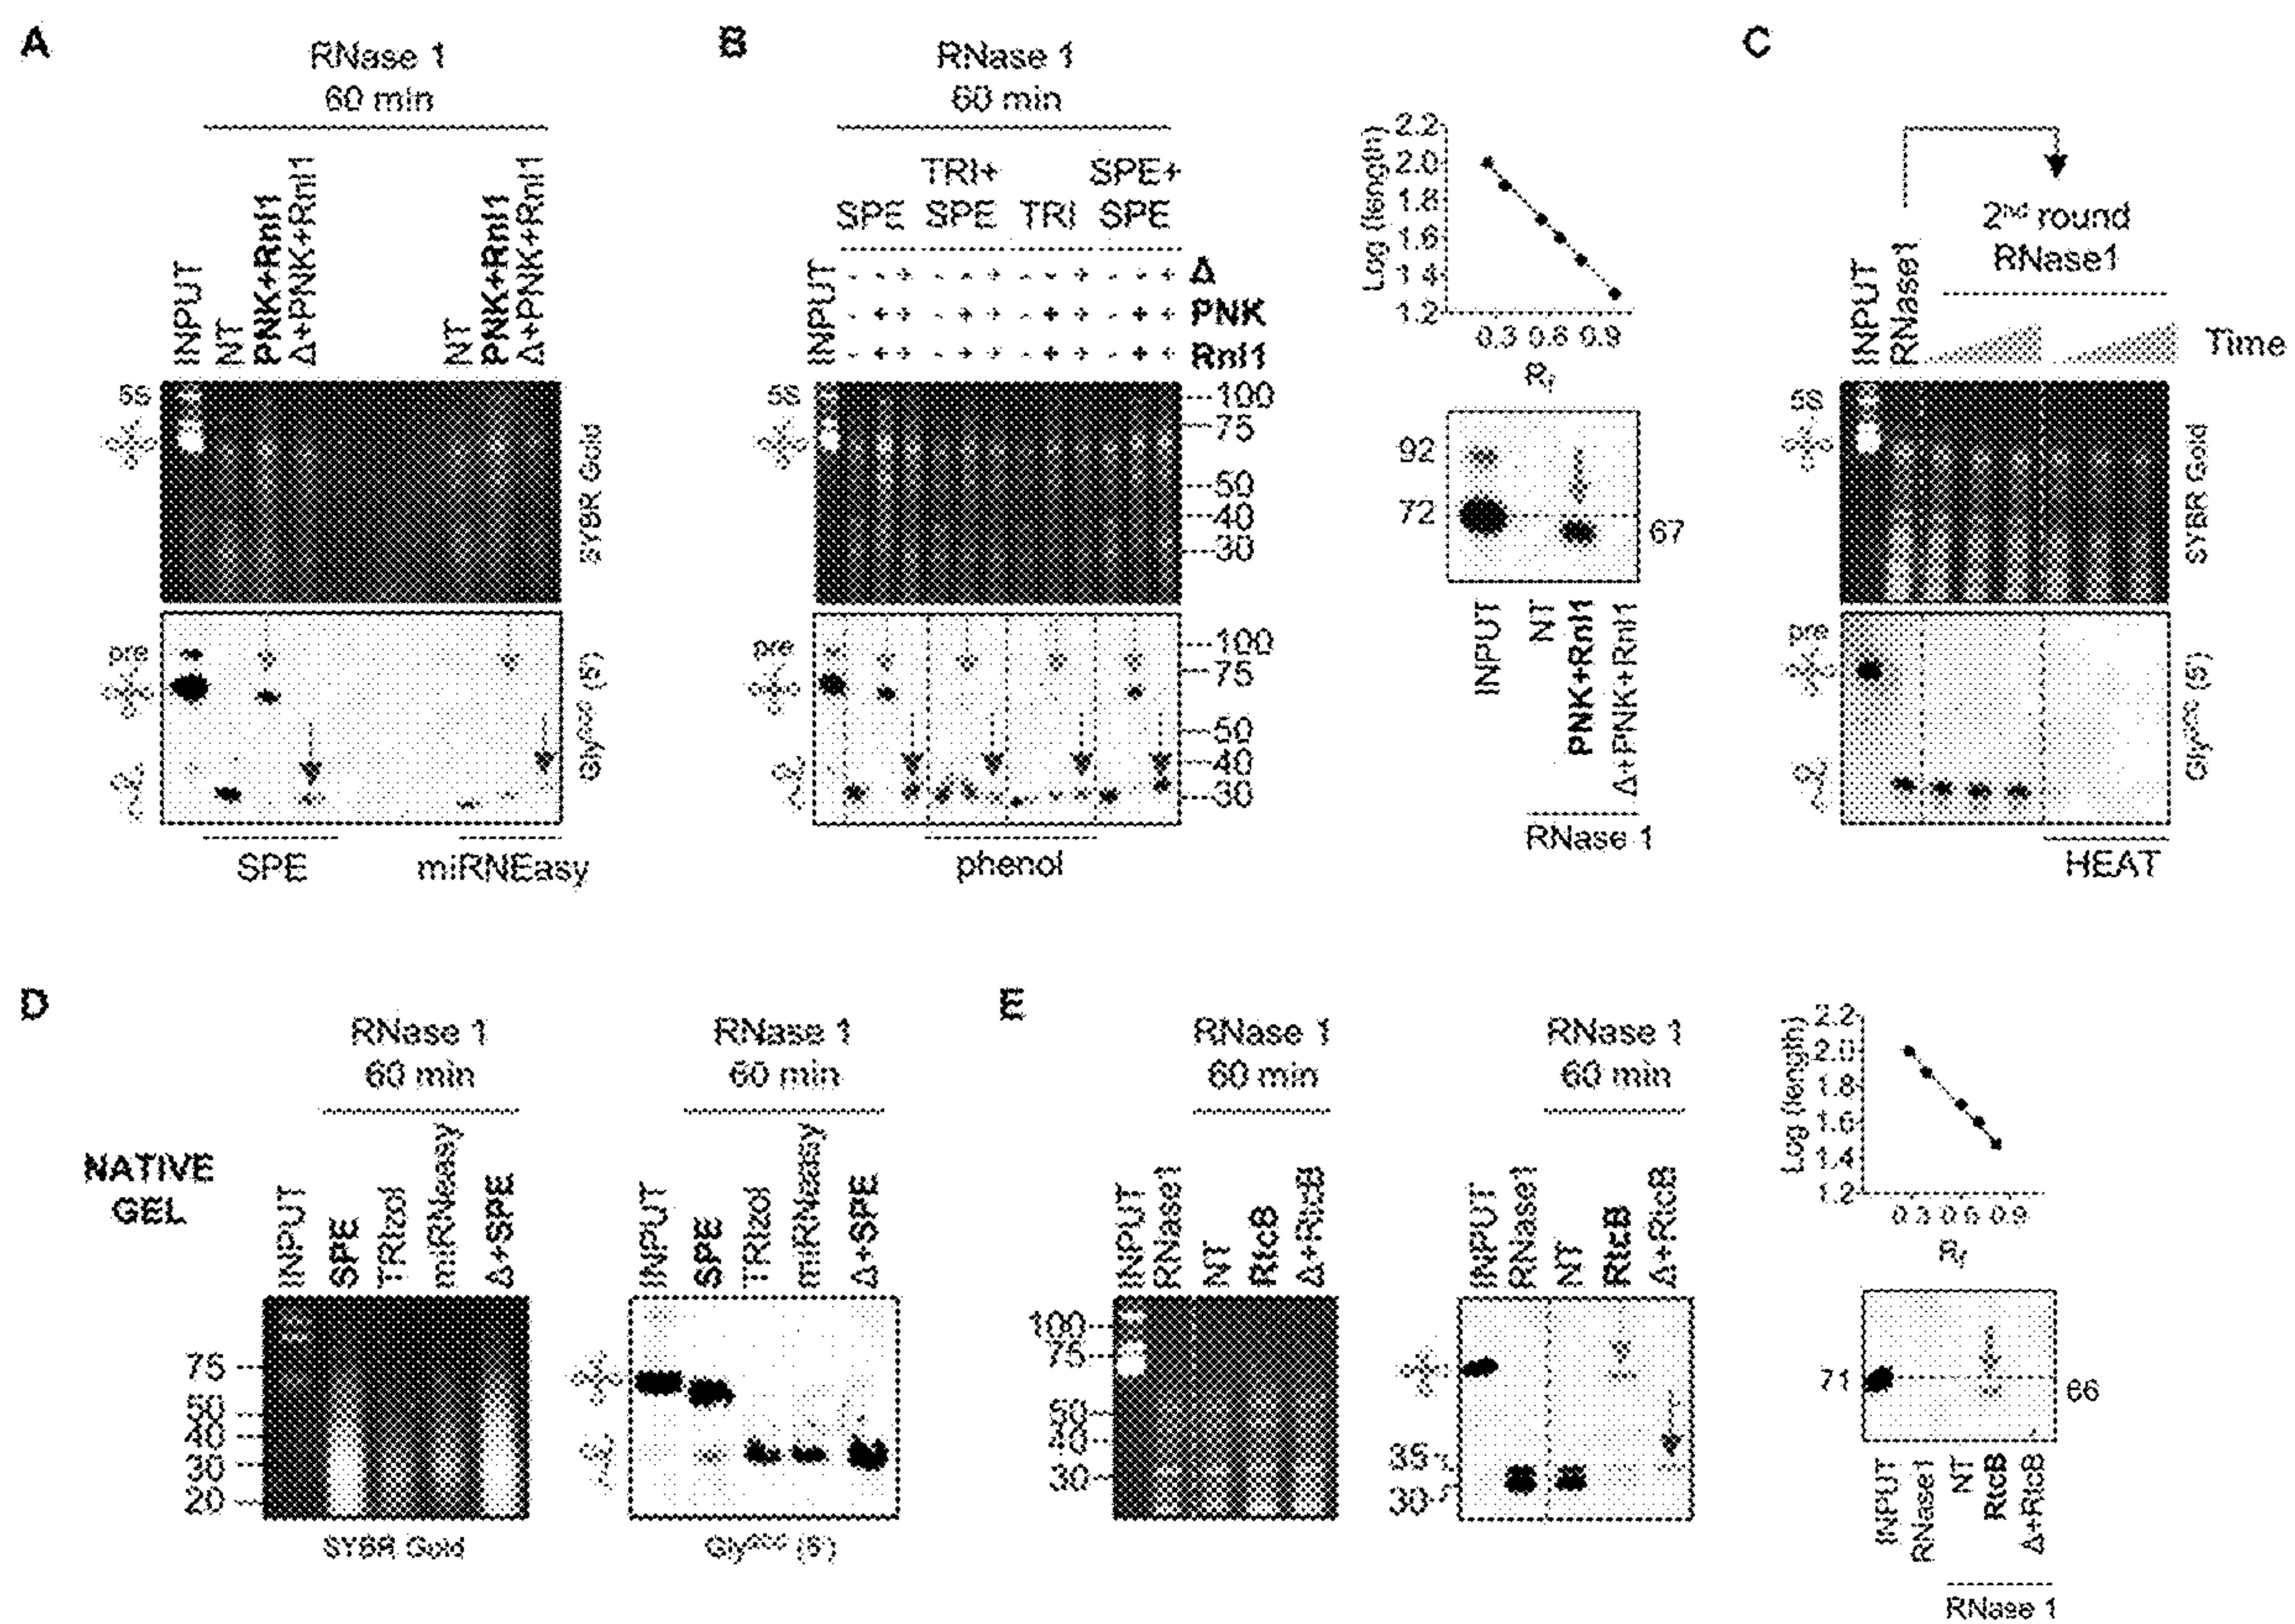 A
RNase 1
60 min
INPUT
NT
PNK+Rnl1
Δ+PNK+Rnl1
NT
PNK+Rnl1
Δ+PNK+Rnl1
5S
SYBR Gold
pre
Gly (5')
SPE
miRNEasy
B
RNase 1
60 min
TRI+
SPE+
SPE
SPE
TRI
SPE
INPUT
Δ
PNK
Rnl1
5S
100
75
50
40
30
pre
100
75
50
40
30
phenol
Log (length)
2.2
2.0
1.8
1.6
1.4
1.2
0.3 0.6 0.9
Rf
92
72
67
INPUT
NT
PNK+Rnl1
Δ+PNK+Rnl1
RNase 1
C
2nd round
RNase1
INPUT
RNase1
Time
5S
SYBR Gold
pre
Gly (5')
HEAT
D
NATIVE
GEL
RNase 1
60 min
INPUT
SPE
TRIzol
miRNeasy
Δ+SPE
75
50
40
30
20
SYBR Gold
RNase 1
60 min
INPUT
SPE
TRIzol
miRNeasy
Δ+SPE
Gly (5')
E
RNase 1
60 min
INPUT
RNase1
NT
RtcB
Δ+RtcB
100
75
50
40
30
RNase 1
60 min
INPUT
RNase1
NT
RtcB
Δ+RtcB
35
30
Log (length)
2.2
2.0
1.8
1.6
1.4
1.2
0.3 0.6 0.9
Rf
71
66
INPUT
RNase1
NT
RtcB
Δ+RtcB
RNase 1